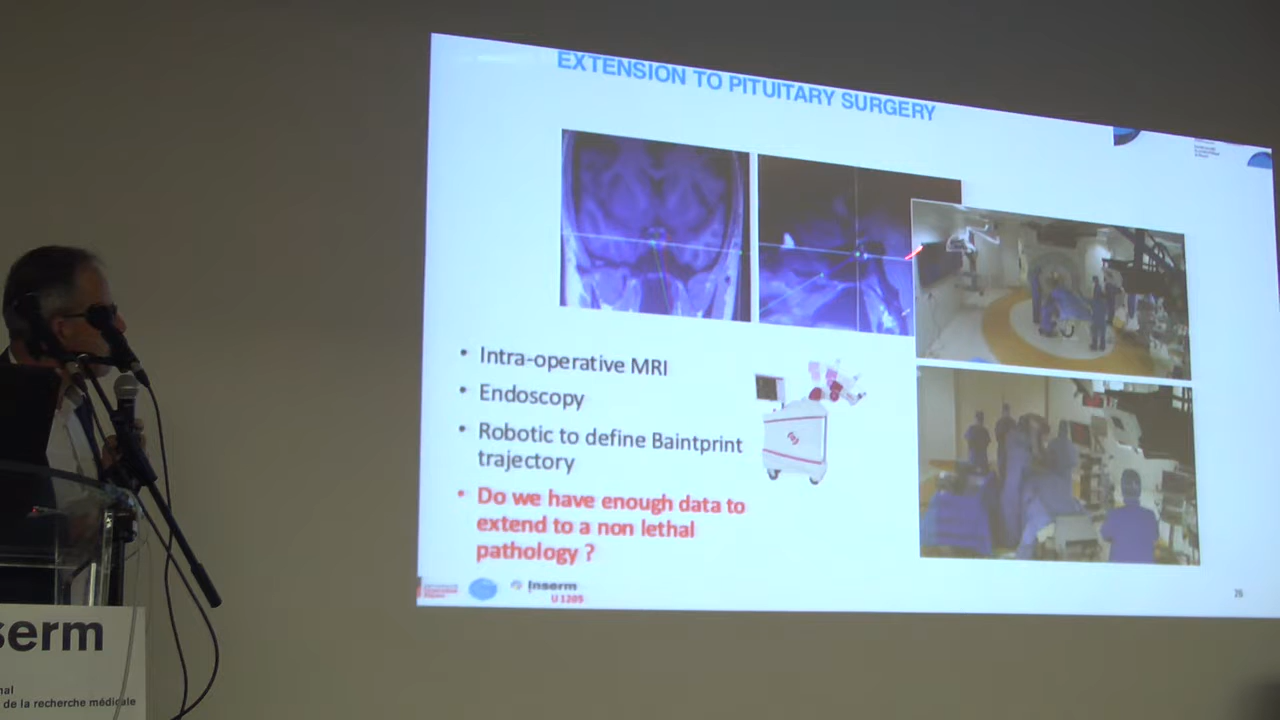 EXTENSION TO PITUITARY SURGERY
• Intra-operative MRI
• Endoscopy
• Robotic to define Baintprint
trajectory
• Do we have enough data to
extend to a non lethal
pathology ?
Inserm
U 1205
26
serm
nal
de la recherche médicale